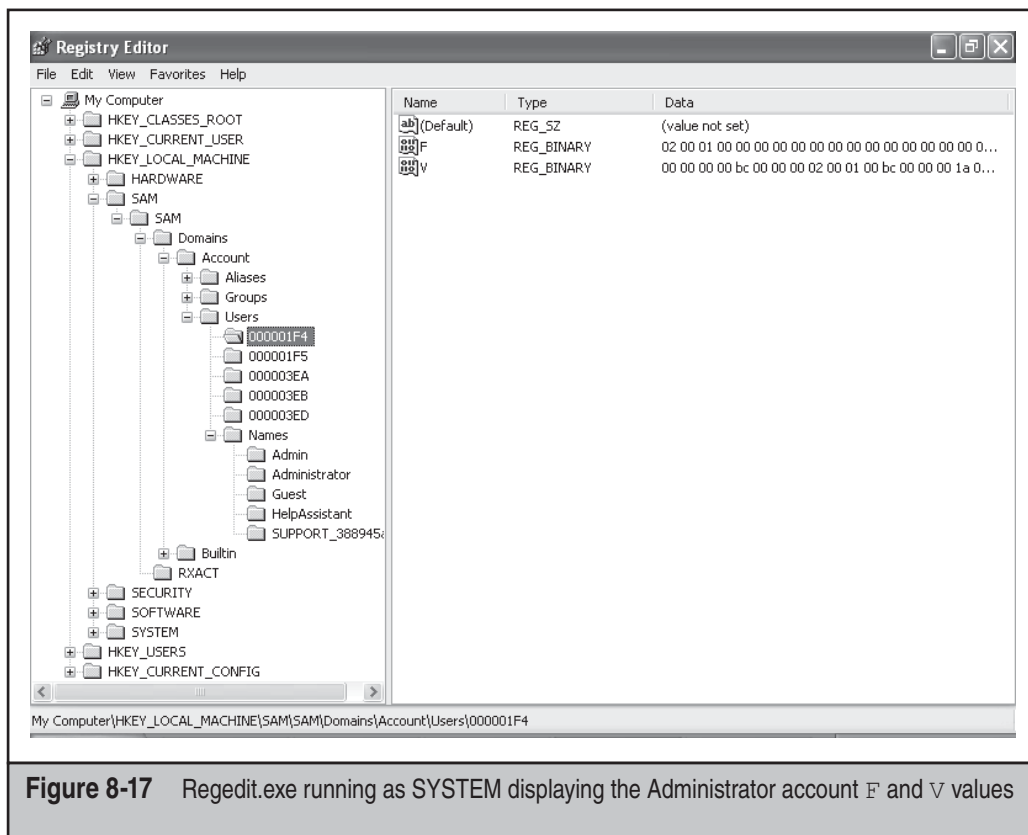 Registry Editor
File Edit View Favorites Help
My Computer
HKEY_CLASSES_ROOT
HKEY_CURRENT_USER
HKEY_LOCAL_MACHINE
HARDWARE
SAM
SAM
Domains
Account
Aliases
Groups
Users
000001F4
000001F5
000003EA
000003EB
000003ED
Names
Admin
Administrator
Guest
HelpAssistant
SUPPORT_388945a
Builtin
RXACT
SECURITY
SOFTWARE
SYSTEM
HKEY_USERS
HKEY_CURRENT_CONFIG
Name Type Data
(Default) REG_SZ (value not set)
F REG_BINARY 02 00 01 00 00 00 00 00 00 00 00 00 00 00 00 00 00 0...
V REG_BINARY 00 00 00 00 bc 00 00 00 02 00 01 00 bc 00 00 00 1a 0...
My Computer\HKEY_LOCAL_MACHINE\SAM\SAM\Domains\Account\Users\000001F4
Figure 8-17 Regedit.exe running as SYSTEM displaying the Administrator account F and V values